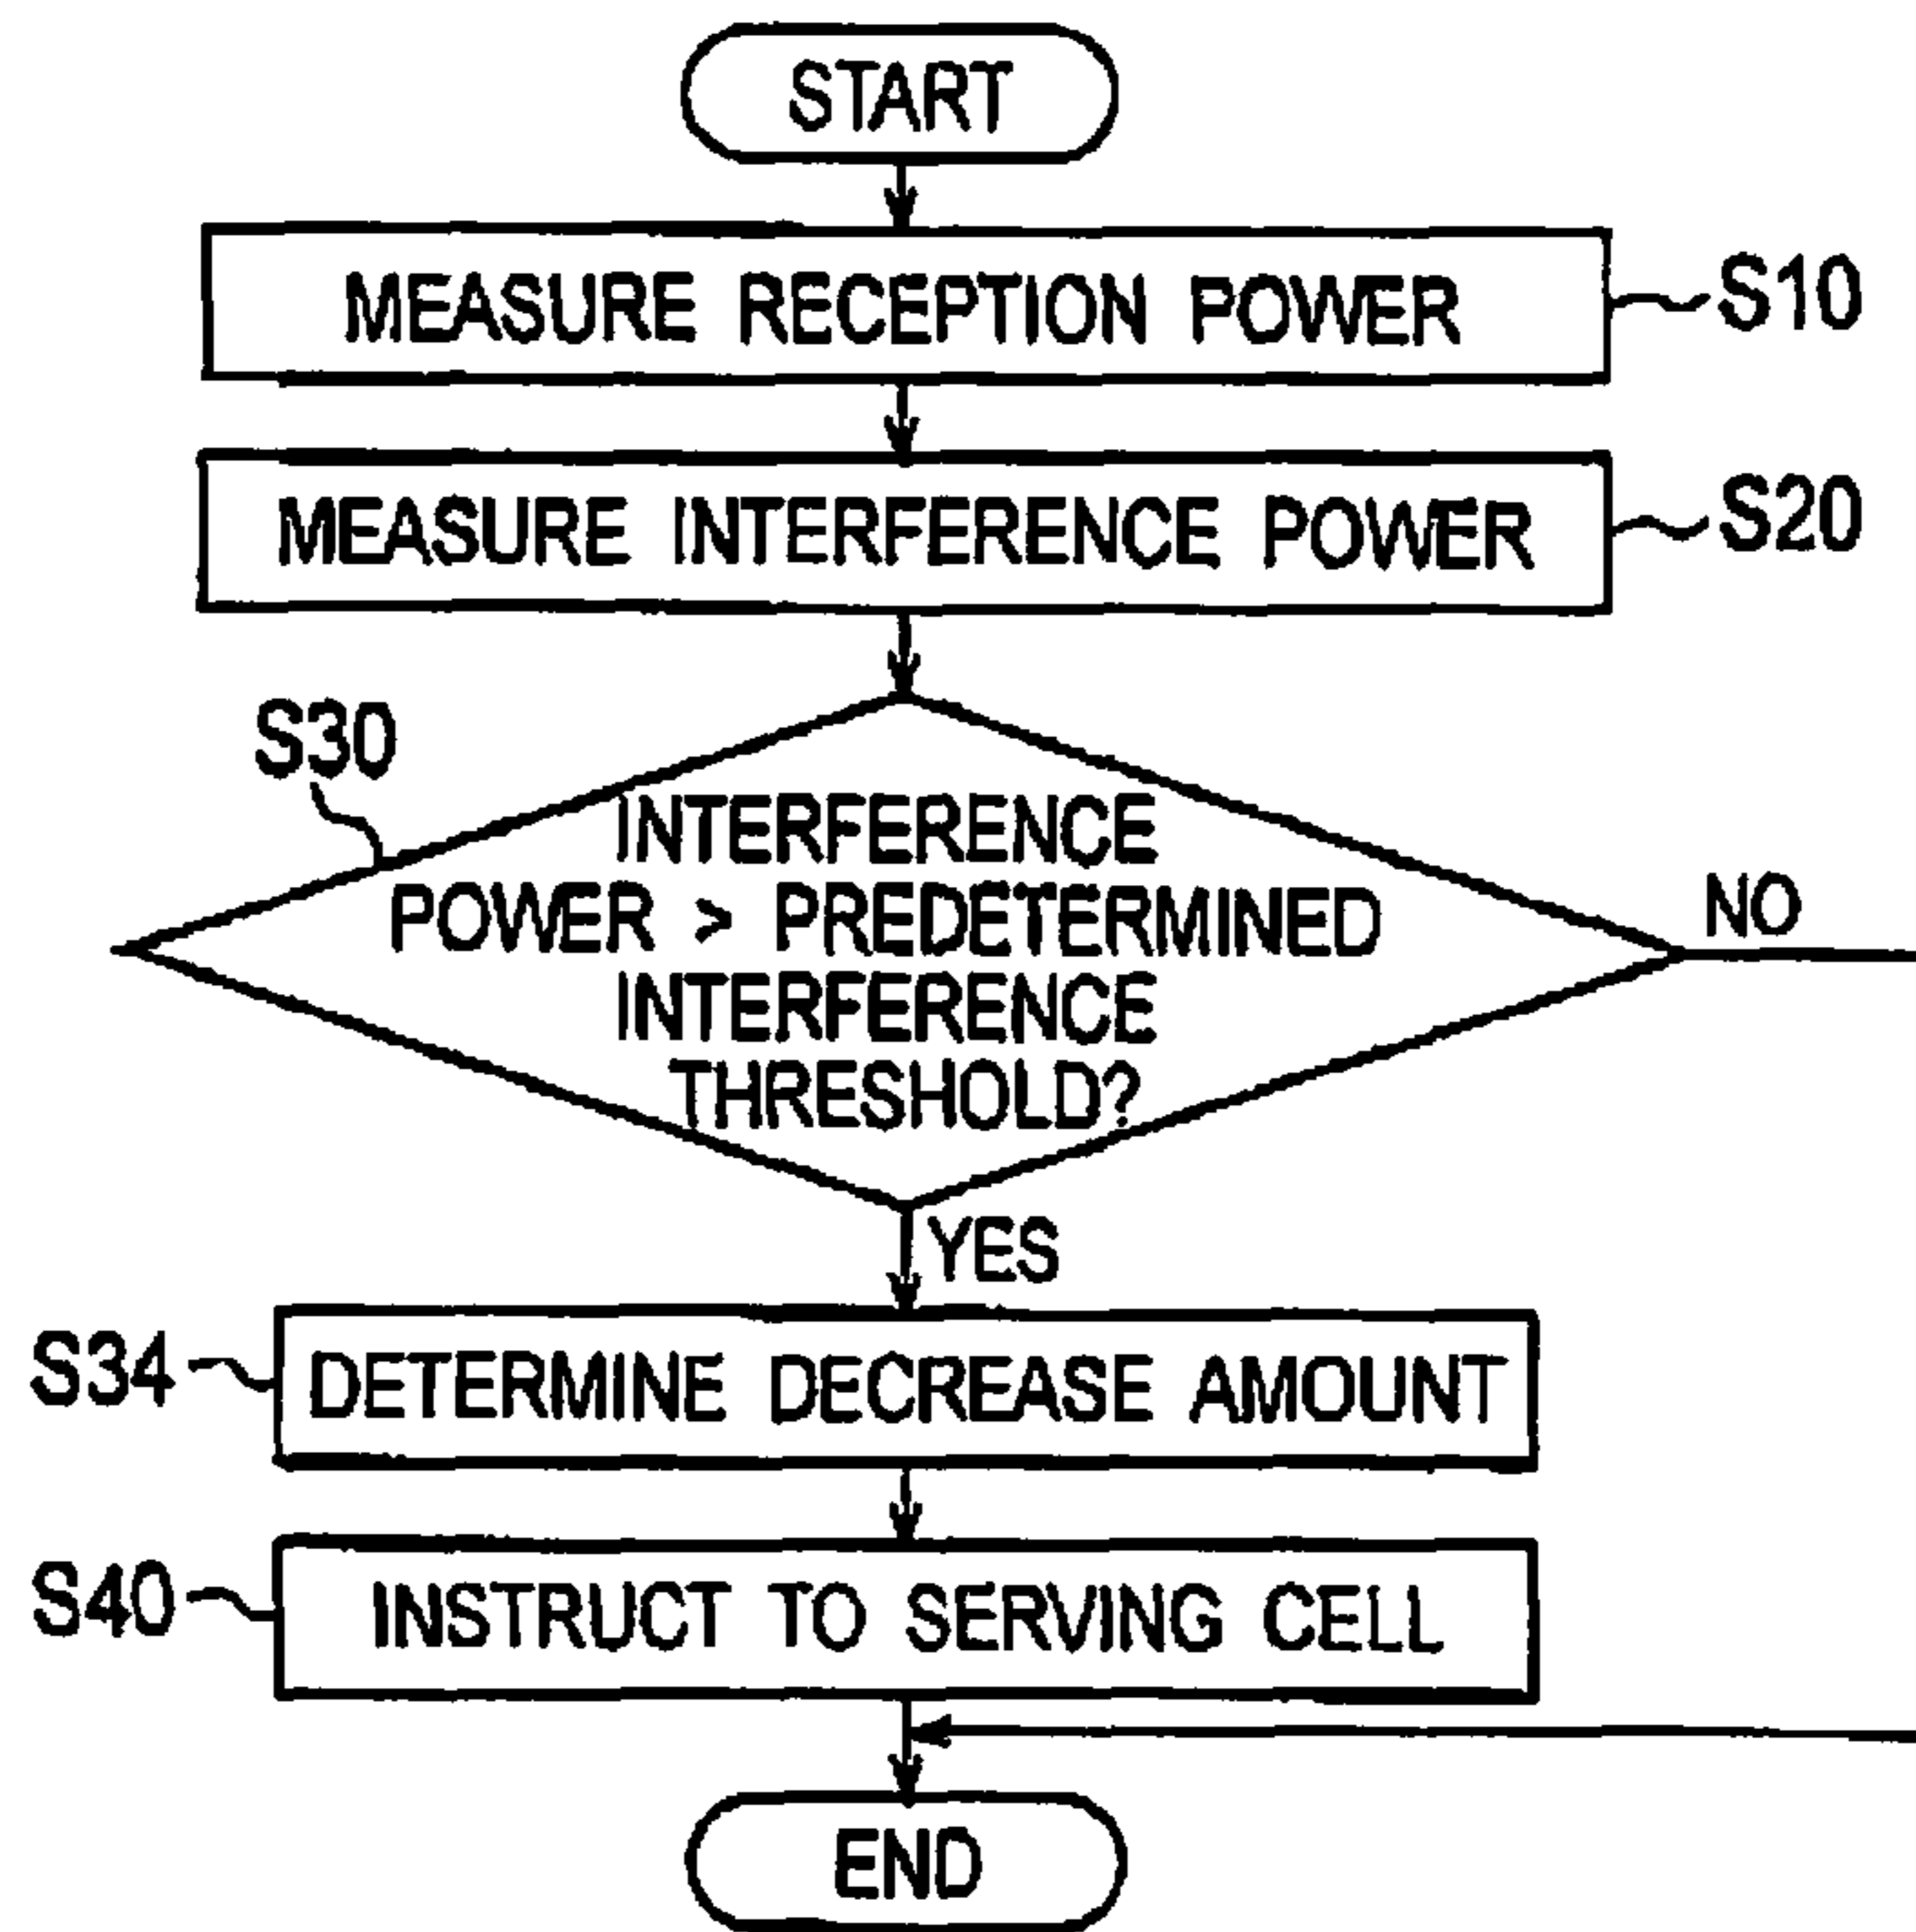 START
MEASURE RECEPTION POWER
S10
MEASURE INTERFERENCE POWER
S20
S30
INTERFERENCE
POWER > PREDETERMINED
INTERFERENCE
THRESHOLD?
NO
YES
S34
DETERMINE DECREASE AMOUNT
S40
INSTRUCT TO SERVING CELL
END